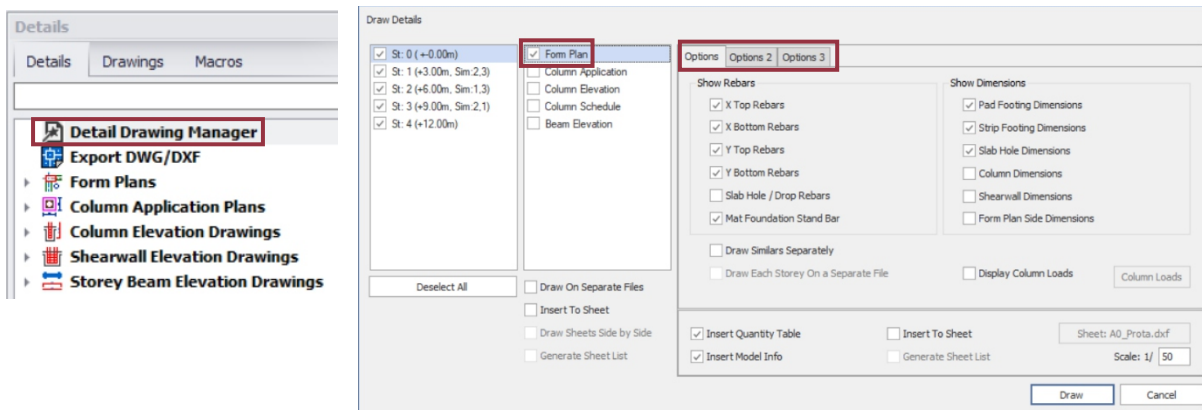 Details
Details Drawings Macros
Detail Drawing Manager
Export DWG/DXF
Form Plans
Column Application Plans
Column Elevation Drawings
Shearwall Elevation Drawings
Storey Beam Elevation Drawings
Draw Details
St: 0 ( +-0.00m)
St: 1 (+3.00m, Sim:2,3)
St: 2 (+6.00m, Sim:1,3)
St: 3 (+9.00m, Sim:2,1)
St: 4 (+12.00m)
Deselect All
Form Plan
Column Application
Column Elevation
Column Schedule
Beam Elevation
Draw On Separate Files
Insert To Sheet
Draw Sheets Side by Side
Generate Sheet List
Options Options 2 Options 3
Show Rebars
X Top Rebars
X Bottom Rebars
Y Top Rebars
Y Bottom Rebars
Slab Hole / Drop Rebars
Mat Foundation Stand Bar
Draw Similars Separately
Draw Each Storey On a Separate File
Show Dimensions
Pad Footing Dimensions
Strip Footing Dimensions
Slab Hole Dimensions
Column Dimensions
Shearwall Dimensions
Form Plan Side Dimensions
Display Column Loads Column Loads
Insert Quantity Table Insert To Sheet Sheet: A0_Prota.dxf
Insert Model Info Generate Sheet List Scale: 1/ 50
Draw Cancel